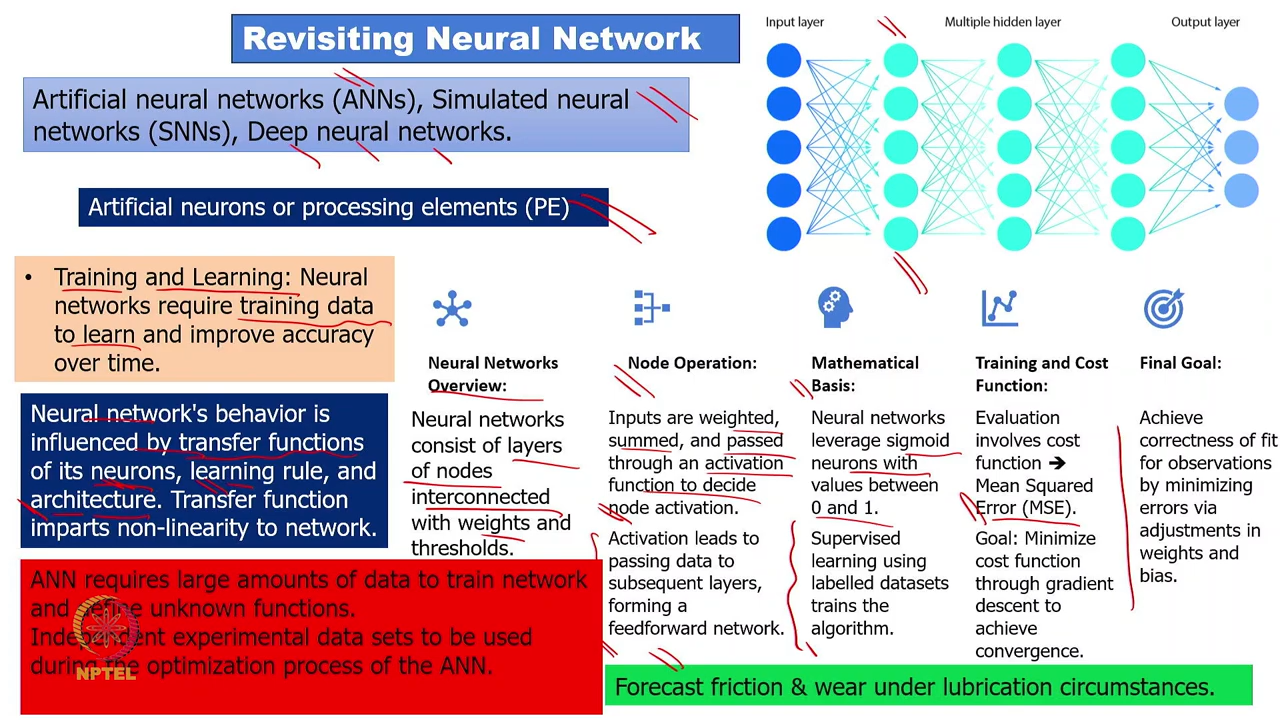 Revisiting Neural Network
Input layer
Multiple hidden layer
Output layer
Artificial neural networks (ANNs), Simulated neural
networks (SNNs), Deep neural networks.
Artificial neurons or processing elements (PE)
• Training and Learning: Neural
networks require training data
to learn and improve accuracy
over time.
Neural network's behavior is
influenced by transfer functions
of its neurons, learning rule, and
architecture. Transfer function
imparts non-linearity to network.
ANN requires large amounts of data to train network
and define unknown functions.
Independent experimental data sets to be used
during the optimization process of the ANN.
NPTEL
Neural Networks
Overview:
Neural networks
consist of layers
of nodes
interconnected
with weights and
thresholds.
Node Operation:
Inputs are weighted,
summed, and passed
through an activation
function to decide
node activation.
Activation leads to
passing data to
subsequent layers,
forming a
feedforward network.
Mathematical
Basis:
Neural networks
leverage sigmoid
neurons with
values between
0 and 1.
Supervised
learning using
labelled datasets
trains the
algorithm.
Training and Cost
Function:
Evaluation
involves cost
function ➔
Mean Squared
Error (MSE).
Goal: Minimize
cost function
through gradient
descent to
achieve
convergence.
Final Goal:
Achieve
correctness of fit
for observations
by minimizing
errors via
adjustments in
weights and
bias.
Forecast friction & wear under lubrication circumstances.